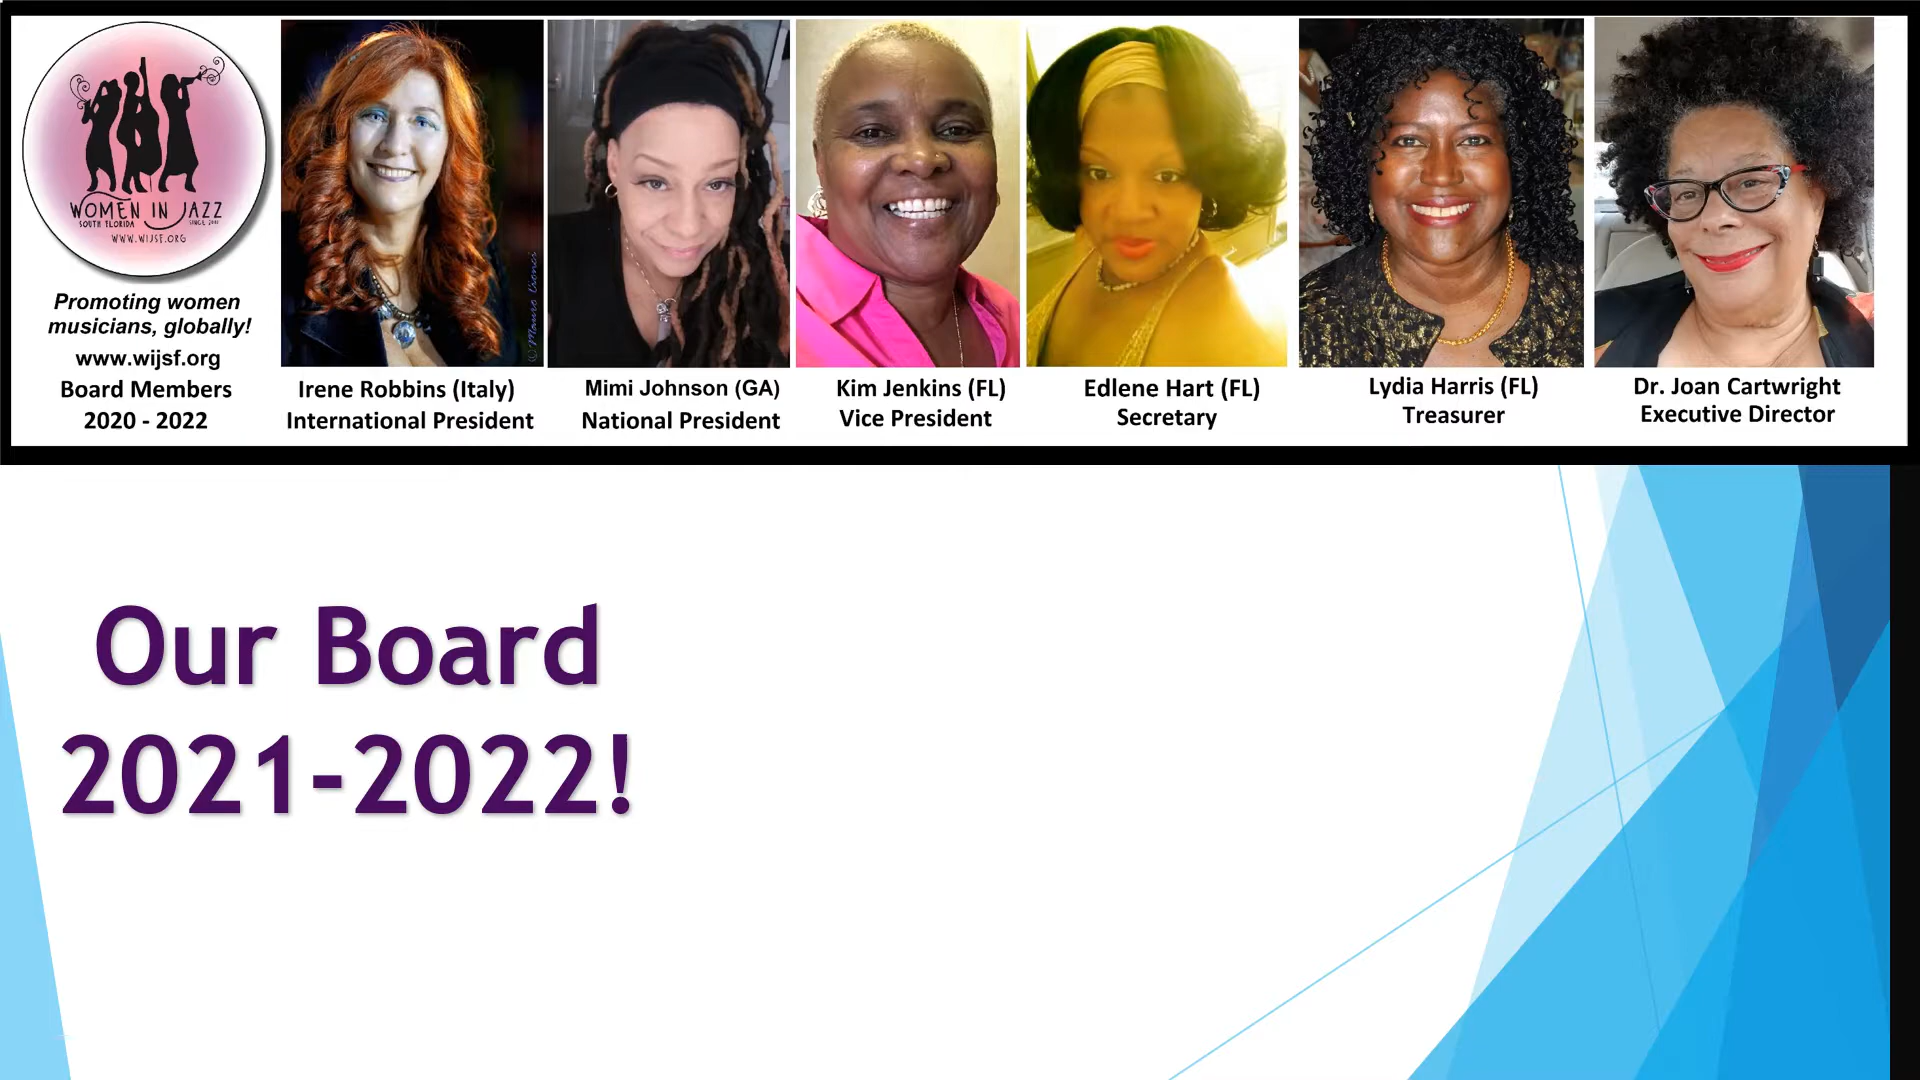 WOMEN IN JAZZ
SOUTH FLORIDA
SINCE 2007
WWW.WIJSF.ORG
Promoting women
musicians, globally!
www.wijsf.org
Board Members
2020 - 2022
Irene Robbins (Italy)
International President
Mimi Johnson (GA)
National President
Kim Jenkins (FL)
Vice President
Edlene Hart (FL)
Secretary
Lydia Harris (FL)
Treasurer
Dr. Joan Cartwright
Executive Director
Our Board
2021-2022!